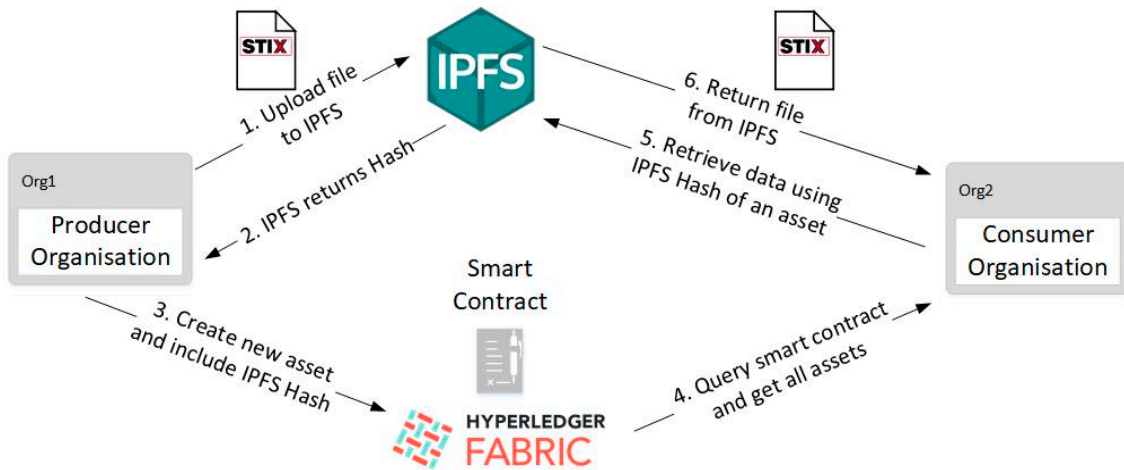 STIX
IPFS
STIX
1. Upload file
to IPFS
6. Return file
from IPFS
5. Retrieve data using
IPFS Hash of an asset
2. IPFS returns Hash
Org1
Producer
Organisation
Org2
Consumer
Organisation
Smart
Contract
3. Create new asset
and include IPFS Hash
4. Query smart contract
and get all assets
HYPERLEDGER
FABRIC